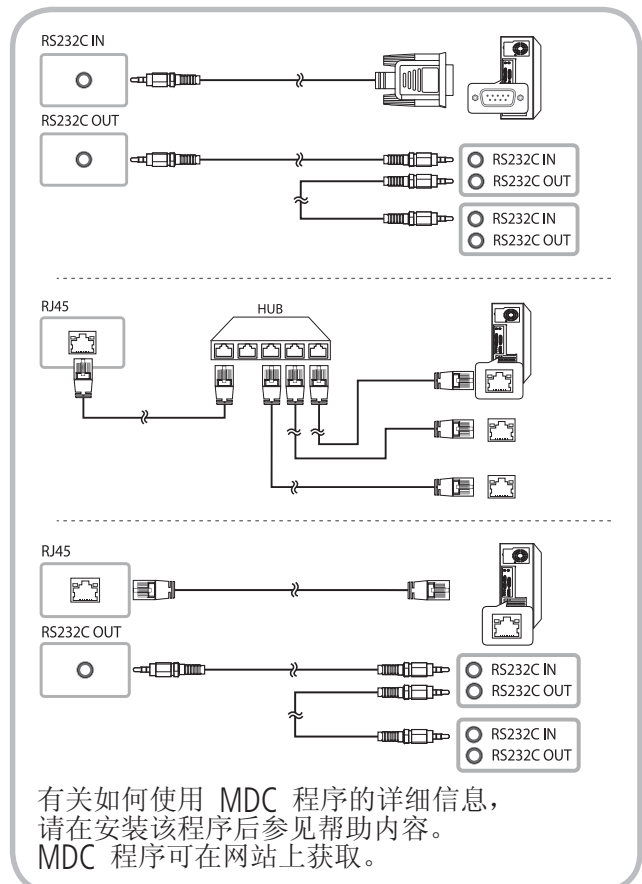 RS232C IN
RS232C OUT
RS232C IN
RS232C OUT
RS232C IN
RS232C OUT
RJ45
HUB
RJ45
RS232C OUT
RS232C IN
RS232C OUT
RS232C IN
RS232C OUT
有关如何使用 MDC 程序的详细信息，
请在安装该程序后参见帮助内容。
MDC 程序可在网站上获取。